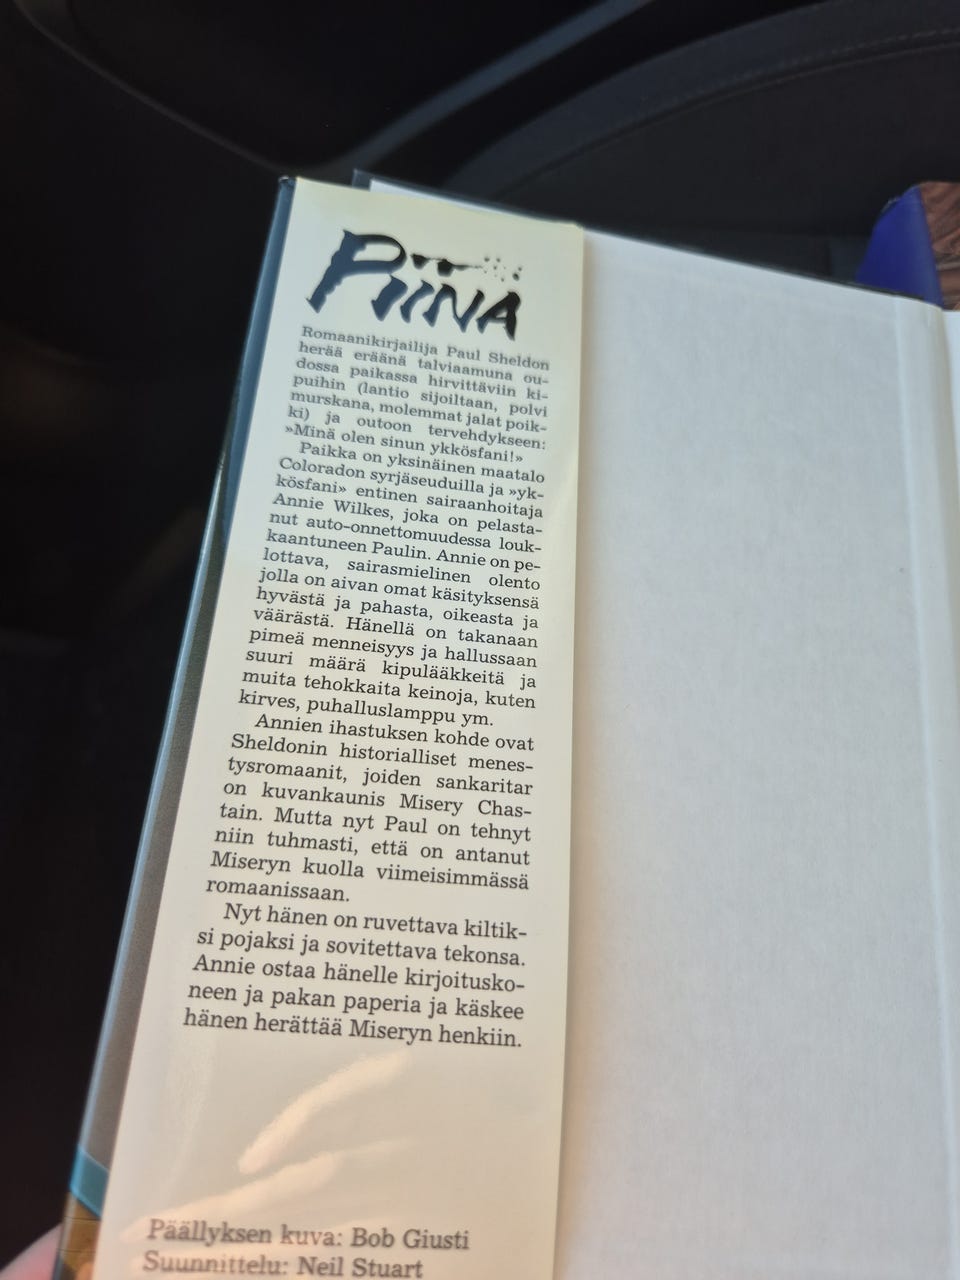 PIINA
Romaanikirjailija Paul Sheldon
herää eräänä talviaamuna ou-
dossa paikassa hirvittäviin ki-
puihin (lantio sijoiltaan, polvi
murskana, molemmat jalat poik-
ki) ja outoon tervehdykseen:
»Minä olen sinun ykkösfani!»
Paikka on yksinäinen maatalo
Coloradon syrjäseuduilla ja »yk-
kösfani» entinen sairaanhoitaja
Annie Wilkes, joka on pelasta-
nut auto-onnettomuudessa louk-
kaantuneen Paulin. Annie on pe-
lottava, sairasmielinen olento
jolla on aivan omat käsityksensä
hyvästä ja pahasta, oikeasta ja
väärästä. Hänellä on takanaan
pimeä menneisyys ja hallussaan
suuri määrä kipulääkkeitä ja
muita tehokkaita keinoja, kuten
kirves, puhalluslamppu ym.
Annien ihastuksen kohde ovat
Sheldonin historialliset menes-
tysromaanit, joiden sankaritar
on kuvankaunis Misery Chas-
tain. Mutta nyt Paul on tehnyt
niin tuhmasti, että on antanut
Miseryn kuolla viimeisimmässä
romaanissaan.
Nyt hänen on ruvettava kiltik-
si pojaksi ja sovitettava tekonsa.
Annie ostaa hänelle kirjoitusko-
neen ja pakan paperia ja käskee
hänen herättää Miseryn henkiin.
Päällyksen kuva: Bob Giusti
Suunnittelu: Neil Stuart